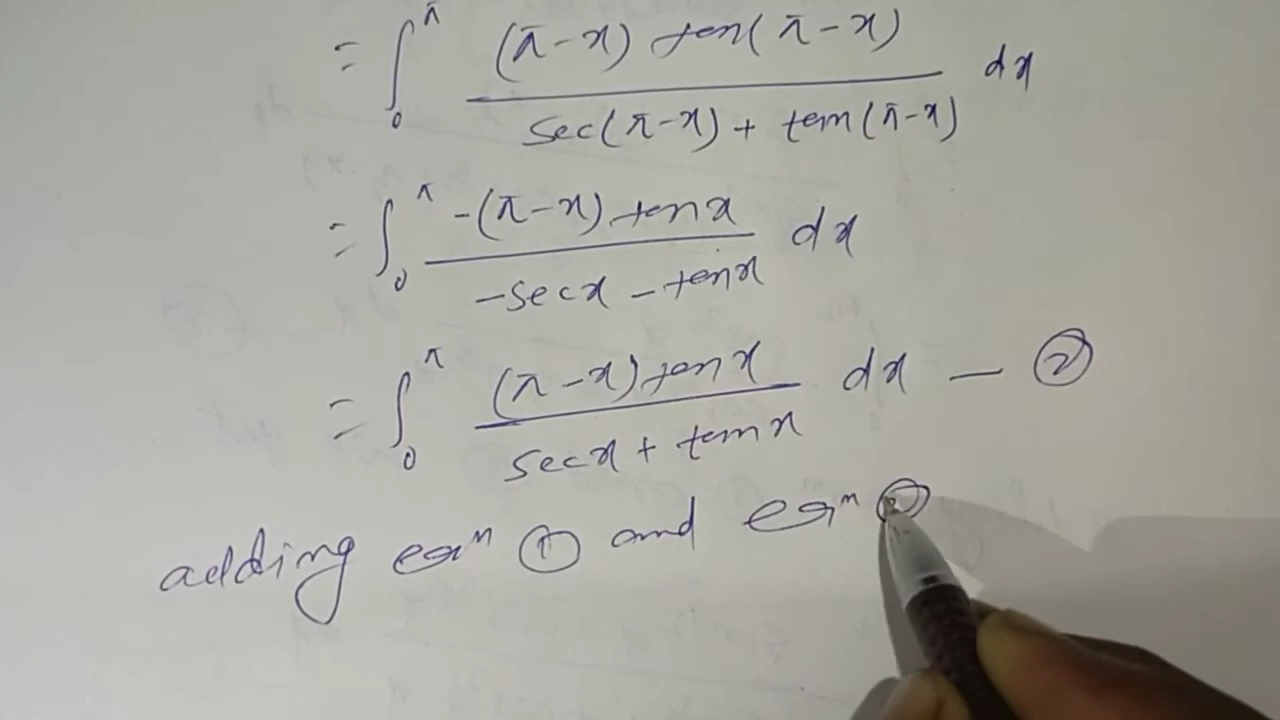 = ∫₀^π (π-x) tan(π-x) / sec(π-x) + tan(π-x) dx
= ∫₀^π -(π-x) tan x / -sec x - tan x dx
= ∫₀^π (π-x) tan x / sec x + tan x dx — ②
adding eqⁿ ① and eqⁿ ②